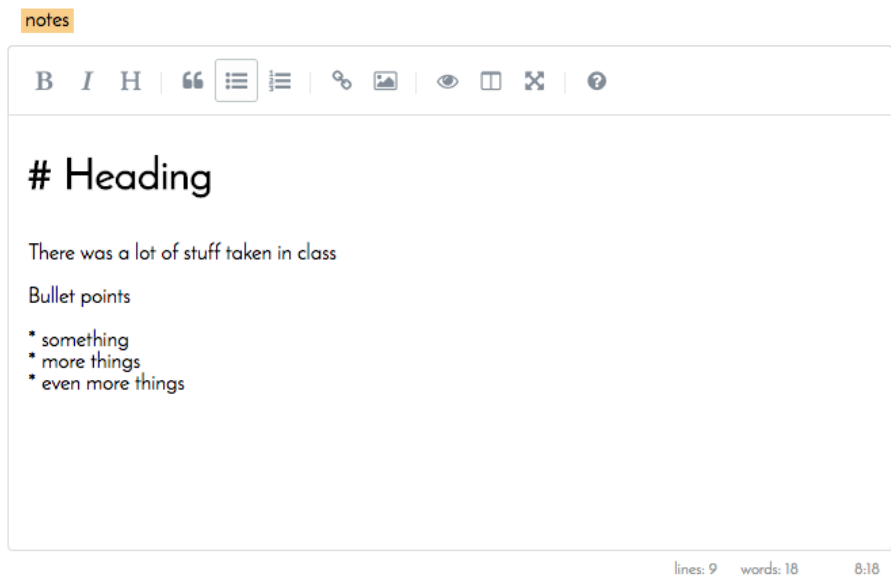 notes
B I H
# Heading
There was a lot of stuff taken in class
Bullet points
* something
* more things
* even more things
lines: 9 words: 18 8:18